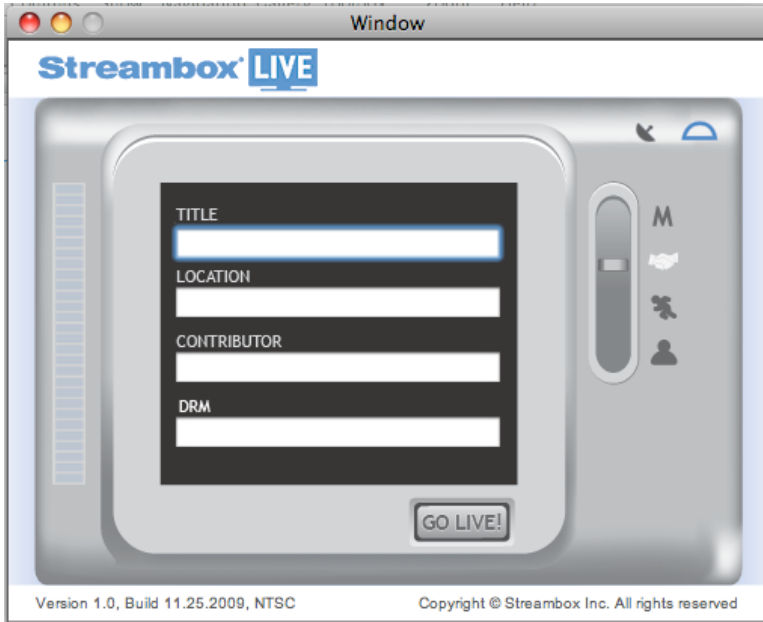 Window
Streambox® LIVE
M
TITLE
LOCATION
CONTRIBUTOR
DRM
GO LIVE!
Version 1.0, Build 11.25.2009, NTSC
Copyright © Streambox Inc. All rights reserved